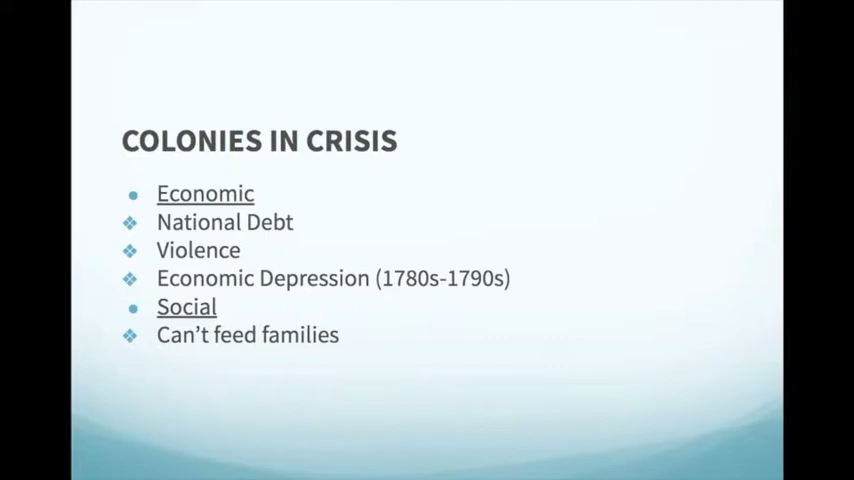 COLONIES IN CRISIS
Economic
National Debt
Violence
Economic Depression (1780s-1790s)
Social
Can't feed families